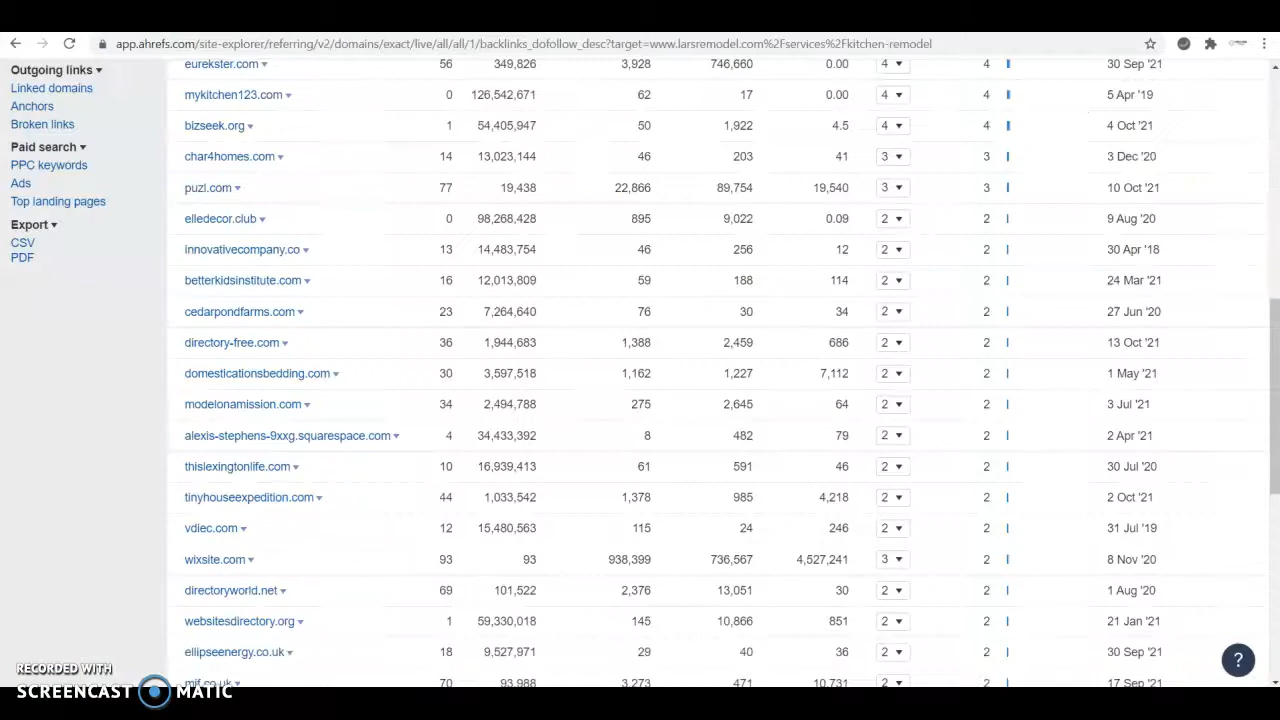 app.ahrefs.com/site-explorer/referring/v2/domains/exact/live/all/all/1/backlinks_dofollow_desc?target=www.larsremodel.com%2Fservices%2Fkitchen-remodel
Outgoing links
Linked domains
Anchors
Broken links
Paid search
PPC keywords
Ads
Top landing pages
Export
CSV
PDF
eurekster.com 56 349,826 3,928 746,660 0.00 4 4 30 Sep '21
mykitchen123.com 0 126,542,671 62 17 0.00 4 4 5 Apr '19
bizseek.org 1 54,405,947 50 1,922 4.5 4 4 4 Oct '21
char4homes.com 14 13,023,144 46 203 41 3 3 3 Dec '20
puzl.com 77 19,438 22,866 89,754 19,540 3 3 10 Oct '21
elledecor.club 0 98,268,428 895 9,022 0.09 2 2 9 Aug '20
innovativecompany.co 13 14,483,754 46 256 12 2 2 30 Apr '18
betterkidsinstitute.com 16 12,013,809 59 188 114 2 2 24 Mar '21
cedarpondfarms.com 23 7,264,640 76 30 34 2 2 27 Jun '20
directory-free.com 36 1,944,683 1,388 2,459 686 2 2 13 Oct '21
domesticationsbedding.com 30 3,597,518 1,162 1,227 7,112 2 2 1 May '21
modelonamission.com 34 2,494,788 275 2,645 64 2 2 3 Jul '21
alexis-stephens-9xxg.squarespace.com 4 34,433,392 8 482 79 2 2 2 Apr '21
thislexingtonlife.com 10 16,939,413 61 591 46 2 2 30 Jul '20
tinyhouseexpedition.com 44 1,033,542 1,378 985 4,218 2 2 2 Oct '21
vdiec.com 12 15,480,563 115 24 246 2 2 31 Jul '19
wixsite.com 93 93 938,399 736,567 4,527,241 3 2 8 Nov '20
directoryworld.net 69 101,522 2,376 13,051 30 2 2 1 Aug '20
websitesdirectory.org 1 59,330,018 145 10,866 851 2 2 21 Jan '21
ellipseenergy.co.uk 18 9,527,971 29 40 36 2 2 30 Sep '21
70 93,988 3,273 471 10,731 2 2 17 Sep '21
?
RECORDED WITH
SCREENCAST MATIC